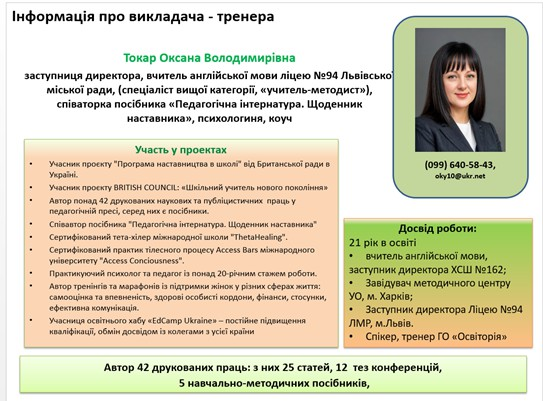 Інформація про викладача - тренера
Токар Оксана Володимирівна
заступниця директора, вчитель англійської мови ліцею №94 Львівської
міської ради, (спеціаліст вищої категорії, «учитель-методист»),
співаторка посібника «Педагогічна інтернатура. Щоденник
наставника», психологиня, коуч
(099) 640-58-43,
oky10@ukr.net
Участь у проектах
• Учасник проєкту "Програма наставництва в школі" від Британської ради в
Україні.
• Учасник проєкту BRITISH COUNCIL: «Шкільний учитель нового покоління»
• Автор понад 42 друкованих наукових та публіцистичних праць у
педагогічній пресі, серед них є посібники.
• Співавтор посібника "Педагогічна інтернатура. Щоденник наставника"
• Сертифікований тета-хілер міжнародної школи "ThetaHealing".
• Сертифікований практик тілесного процесу Access Bars міжнародного
університету "Access Conciousness".
• Практикуючий психолог та педагог із понад 20-річним стажем роботи.
• Автор тренінгів та марафонів із підтримки жінок у різних сферах життя:
самооцінка та впевненість, здорові особисті кордони, фінанси, стосунки,
ефективна комунікація.
• Учасниця освітнього хабу «EdCamp Ukraine» – постійне підвищення
кваліфікації, обмін досвідом із колегами з усієї країни
Досвід роботи:
21 рік в освіті
• вчитель англійської мови,
заступник директора ХСШ №162;
• Завідувач методичного центру
УО, м. Харків;
• Заступник директора Ліцею №94
ЛМР, м.Львів.
• Спікер, тренер ГО «Освіторія»
Автор 42 друкованих праць: з них 25 статей, 12 тез конференцій,
5 навчально-методичних посібників,